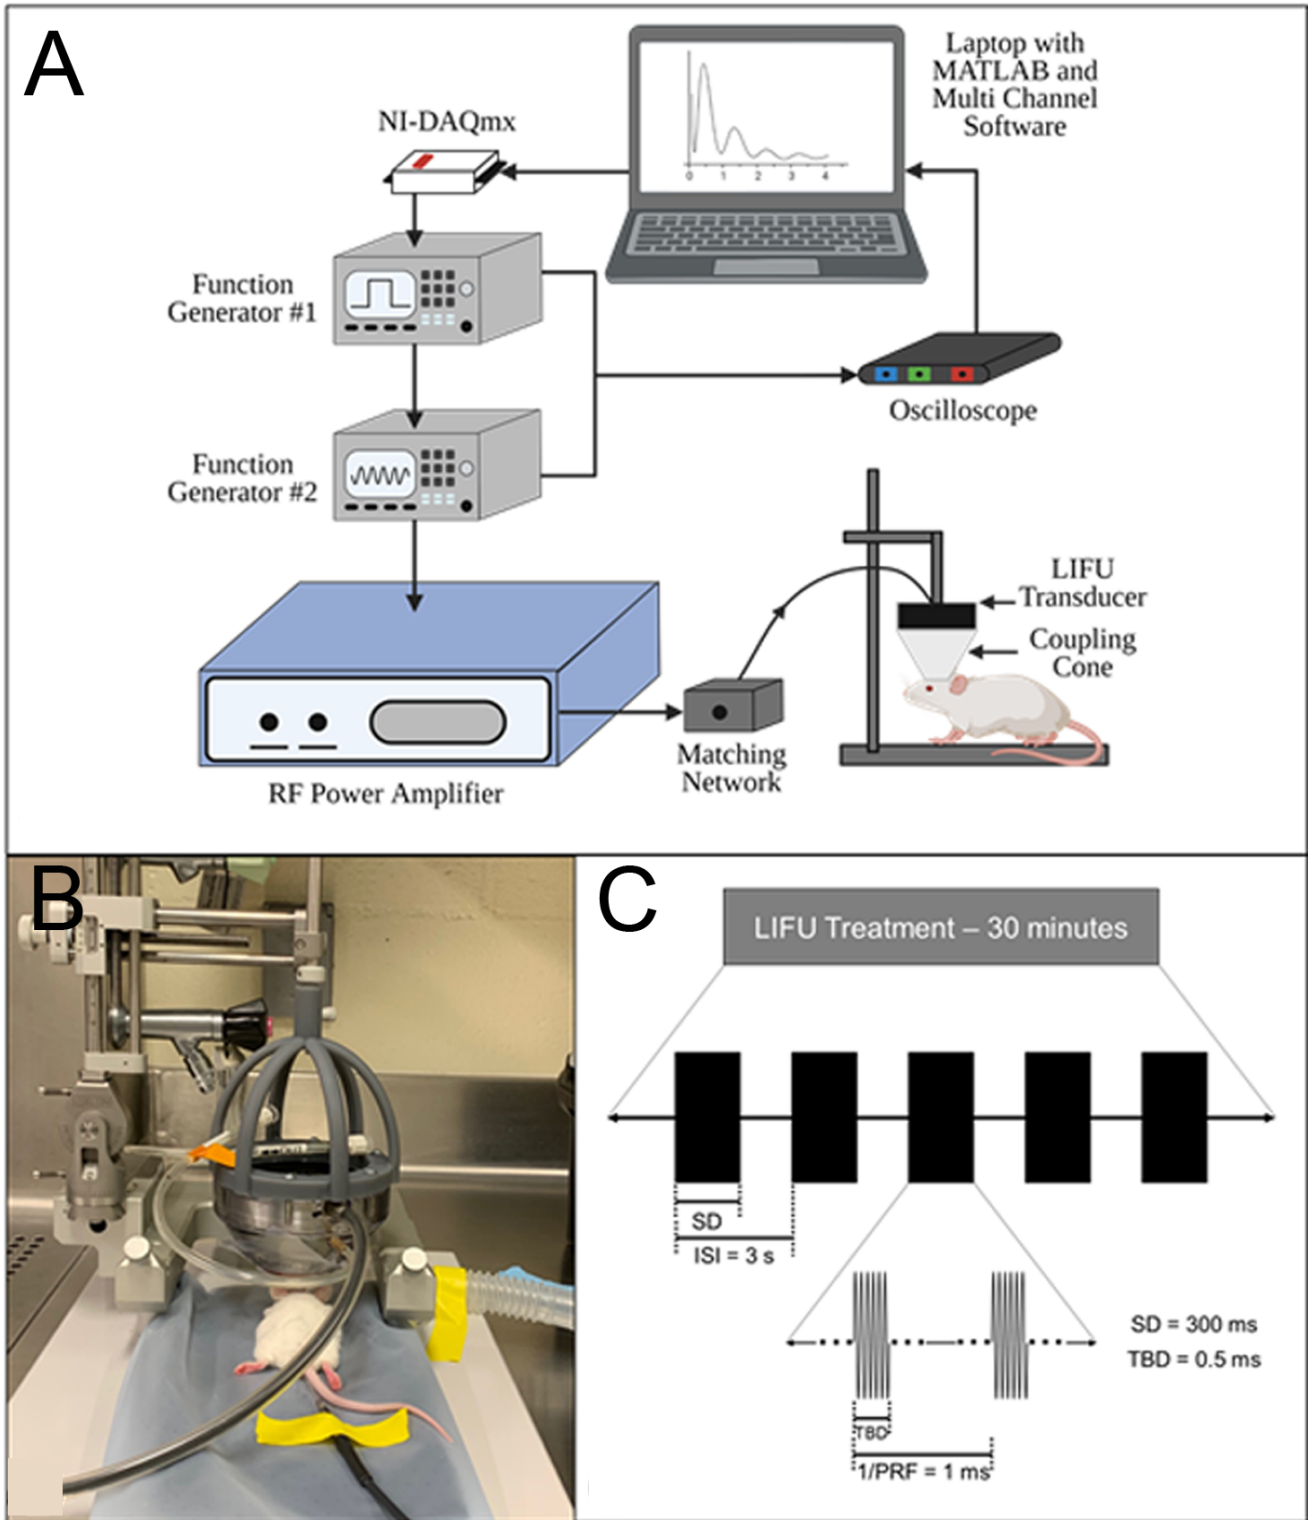 A
Laptop with
MATLAB and
Multi Channel
Software
NI-DAQmx
0 1 2 3 4
Function
Generator #1
Function
Generator #2
Oscilloscope
LIFU
Transducer
Coupling
Cone
Matching
Network
RF Power Amplifier
B
C
LIFU Treatment – 30 minutes
SD
ISI = 3 s
SD = 300 ms
TBD = 0.5 ms
TBD
1/PRF = 1 ms